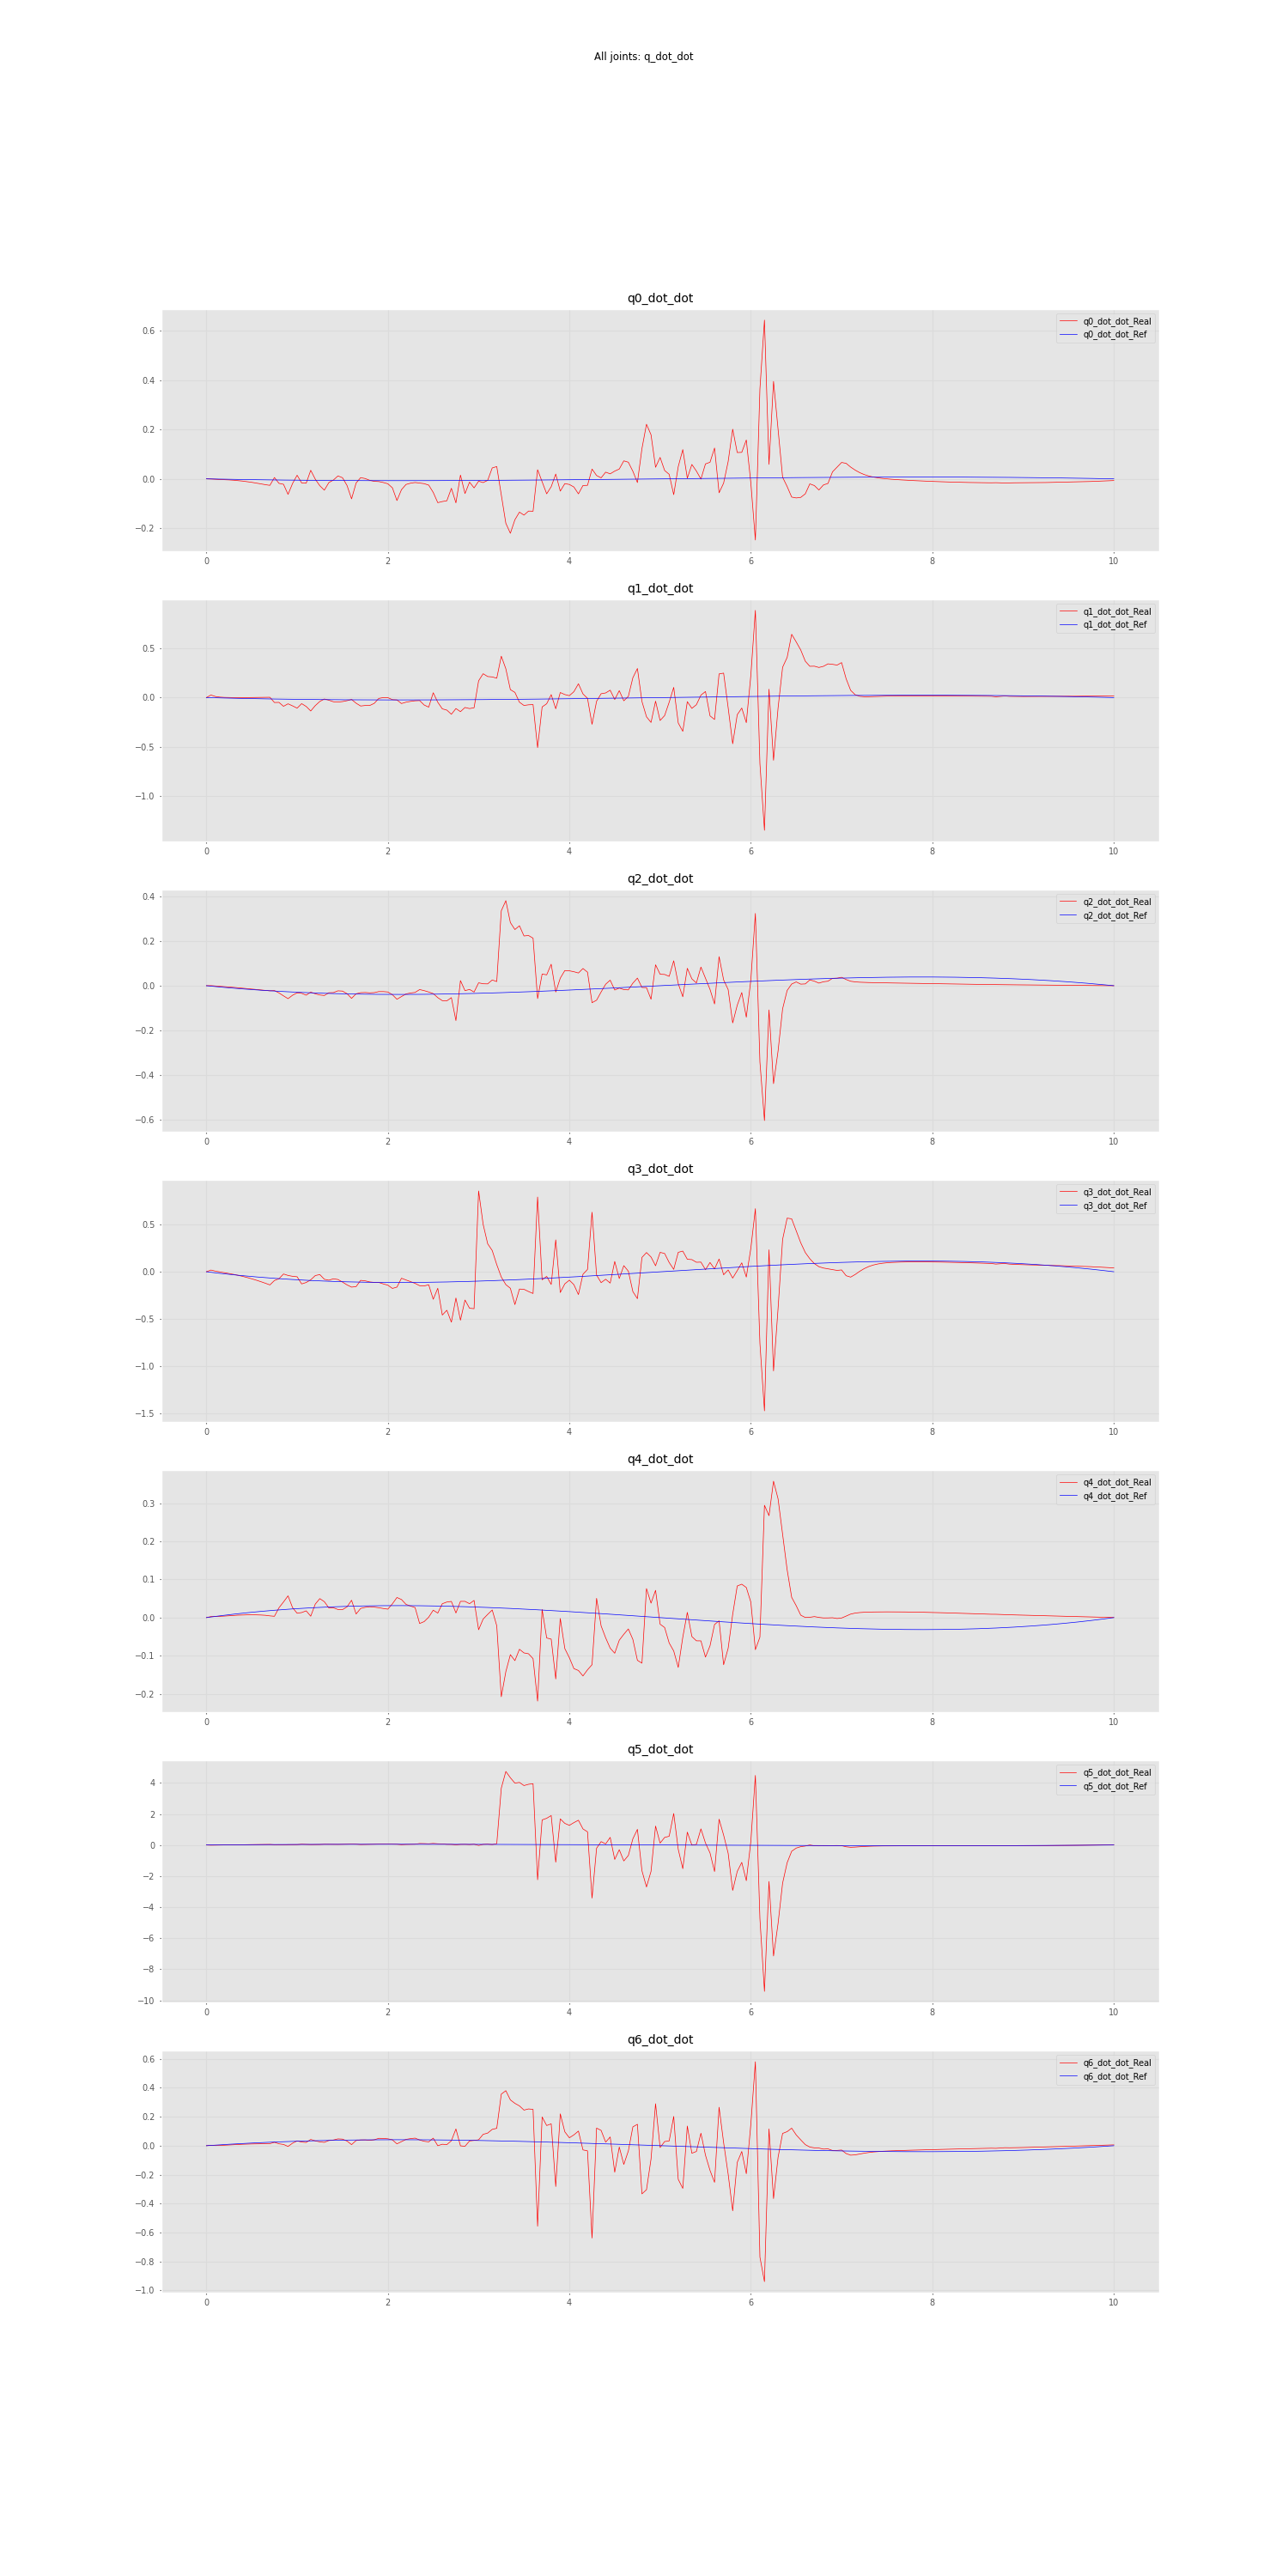 All joints: q_dot_dot
q0_dot_dot
q0_dot_dot_Real
q0_dot_dot_Ref
0.6
0.4
0.2
0.0
−0.2
0 2 4 6 8 10
q1_dot_dot
q1_dot_dot_Real
q1_dot_dot_Ref
0.5
0.0
−0.5
−1.0
0 2 4 6 8 10
q2_dot_dot
q2_dot_dot_Real
q2_dot_dot_Ref
0.4
0.2
0.0
−0.2
−0.4
−0.6
0 2 4 6 8 10
q3_dot_dot
q3_dot_dot_Real
q3_dot_dot_Ref
0.5
0.0
−0.5
−1.0
−1.5
0 2 4 6 8 10
q4_dot_dot
q4_dot_dot_Real
q4_dot_dot_Ref
0.3
0.2
0.1
0.0
−0.1
−0.2
0 2 4 6 8 10
q5_dot_dot
q5_dot_dot_Real
q5_dot_dot_Ref
4
2
0
−2
−4
−6
−8
−10
0 2 4 6 8 10
q6_dot_dot
q6_dot_dot_Real
q6_dot_dot_Ref
0.6
0.4
0.2
0.0
−0.2
−0.4
−0.6
−0.8
−1.0
0 2 4 6 8 10